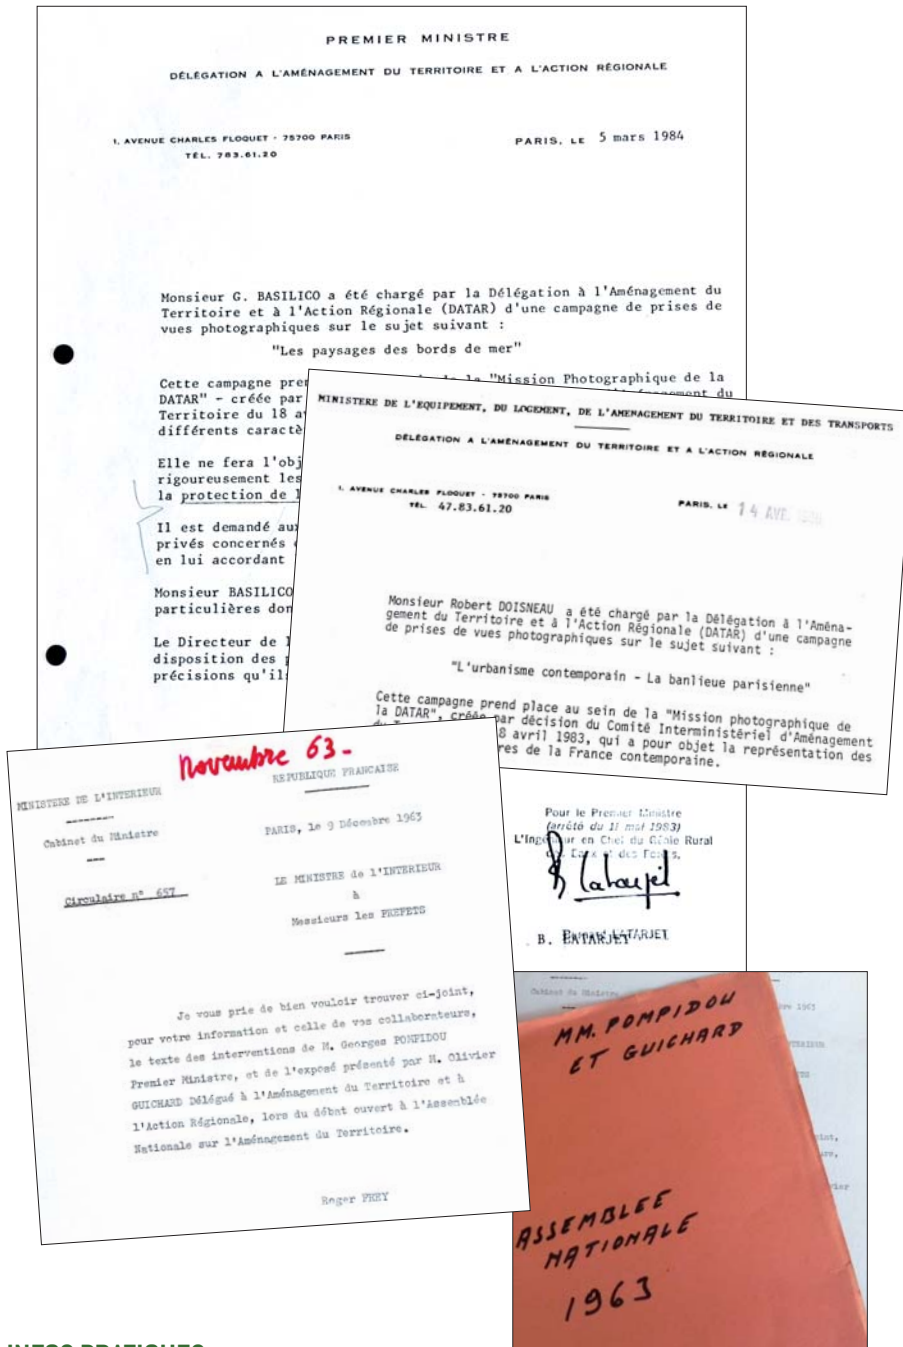 PREMIER MINISTRE
DÉLÉGATION A L'AMÉNAGEMENT DU TERRITOIRE ET A L'ACTION RÉGIONALE
1, AVENUE CHARLES FLOQUET - 75700 PARIS
TÉL. 783.61.20
PARIS, LE 5 mars 1984
Monsieur G. BASILICO a été chargé par la Délégation à l'Aménagement du
Territoire et à l'Action Régionale (DATAR) d'une campagne de prises de
vues photographiques sur le sujet suivant :
"Les paysages des bords de mer"
Cette campagne pren de la "Mission Photographique de la
DATAR" - créée par
Territoire du 18 a
différents caractè
Elle ne fera l'obj
rigoureusement les
la protection de l
Il est demandé aux
privés concernés
en lui accordant
Monsieur BASILICO
particulières don
Le Directeur de l
disposition des p
précisions qu'il
MINISTERE DE L'EQUIPEMENT, DU LOGEMENT, DE L'AMENAGEMENT DU TERRITOIRE ET DES TRANSPORTS
DÉLÉGATION A L'AMÉNAGEMENT DU TERRITOIRE ET A L'ACTION RÉGIONALE
1, AVENUE CHARLES FLOQUET - 75700 PARIS
TÉL. 47.83.61.20
PARIS, LE 14 AVR.
Monsieur Robert DOISNEAU a été chargé par la Délégation à l'Aména-
gement du Territoire et à l'Action Régionale (DATAR) d'une campagne
de prises de vues photographiques sur le sujet suivant :
"L'urbanisme contemporain - La banlieue parisienne"
Cette campagne prend place au sein de la "Mission photographique de
la DATAR", créée par décision du Comité Interministériel d'Aménagement
8 avril 1983, qui a pour objet la représentation des
res de la France contemporaine.
Pour le Premier Ministre
(arrêté du 11 mai 1983)
L'Ingénieur en Chef du Génie Rural
des Eaux et des Forêts,
B Latarjet
B. LATARJET
novembre 63-
MINISTERE DE L'INTERIEUR
REPUBLIQUE FRANCAISE
Cabinet du Ministre
PARIS, le 9 Décembre 1963
Circulaire n° 657
LE MINISTRE de l'INTERIEUR
à
Messieurs les PREFETS
Je vous prie de bien vouloir trouver ci-joint,
pour votre information et celle de vos collaborateurs,
le texte des interventions de M. Georges POMPIDOU
Premier Ministre, et de l'exposé présenté par M. Olivier
GUICHARD Délégué à l'Aménagement du Territoire et à
l'Action Régionale, lors du débat ouvert à l'Assemblée
Nationale sur l'Aménagement du Territoire.
Roger FREY
Cabinet du Ministre
MM. POMPIDOU
ET GUICHARD
ASSEMBLEE
NATIONALE
1963